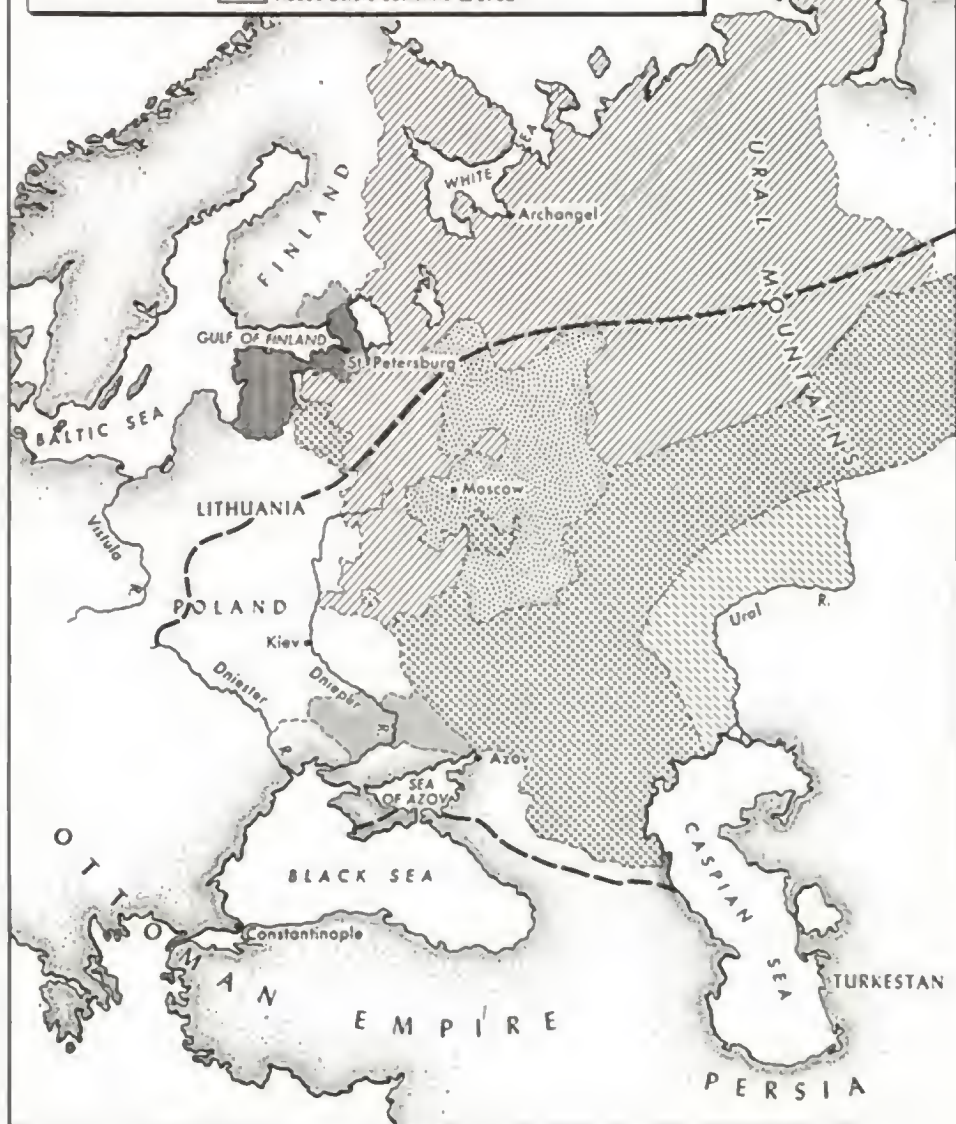 WHITE
SEA
Archangel
URAL MOUNTAINS
FINLAND
GULF OF FINLAND
St. Petersburg
BALTIC SEA
Moscow
LITHUANIA
Vistula R.
POLAND
Ural R.
Kiev
Dniester R.
Dniepr R.
Azov
SEA
OF AZOV
CASPIAN SEA
BLACK SEA
Constantinople
OTTOMAN
EMPIRE
TURKESTAN
PERSIA